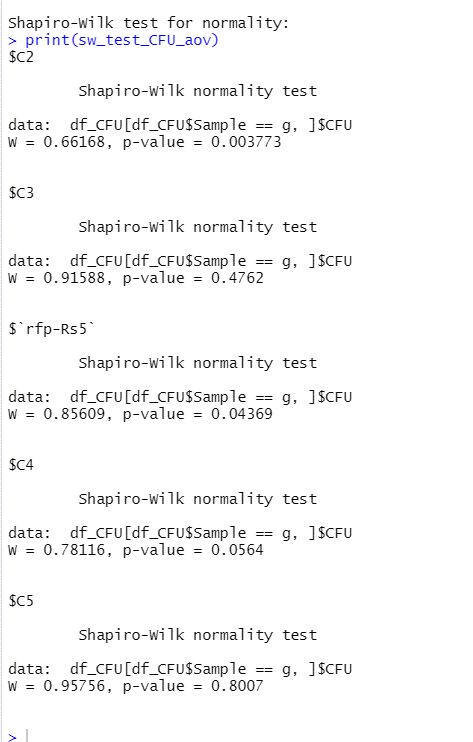 Shapiro-Wilk test for normality:
> print(sw_test_CFU_aov)
$C2
Shapiro-Wilk normality test
data:  df_CFU[df_CFU$Sample == g, ]$CFU
W = 0.66168, p-value = 0.003773
$C3
Shapiro-Wilk normality test
data:  df_CFU[df_CFU$Sample == g, ]$CFU
W = 0.91588, p-value = 0.4762
$`rfp-Rs5`
Shapiro-Wilk normality test
data:  df_CFU[df_CFU$Sample == g, ]$CFU
W = 0.85609, p-value = 0.04369
$C4
Shapiro-Wilk normality test
data:  df_CFU[df_CFU$Sample == g, ]$CFU
W = 0.78116, p-value = 0.0564
$C5
Shapiro-Wilk normality test
data:  df_CFU[df_CFU$Sample == g, ]$CFU
W = 0.95756, p-value = 0.8007
>